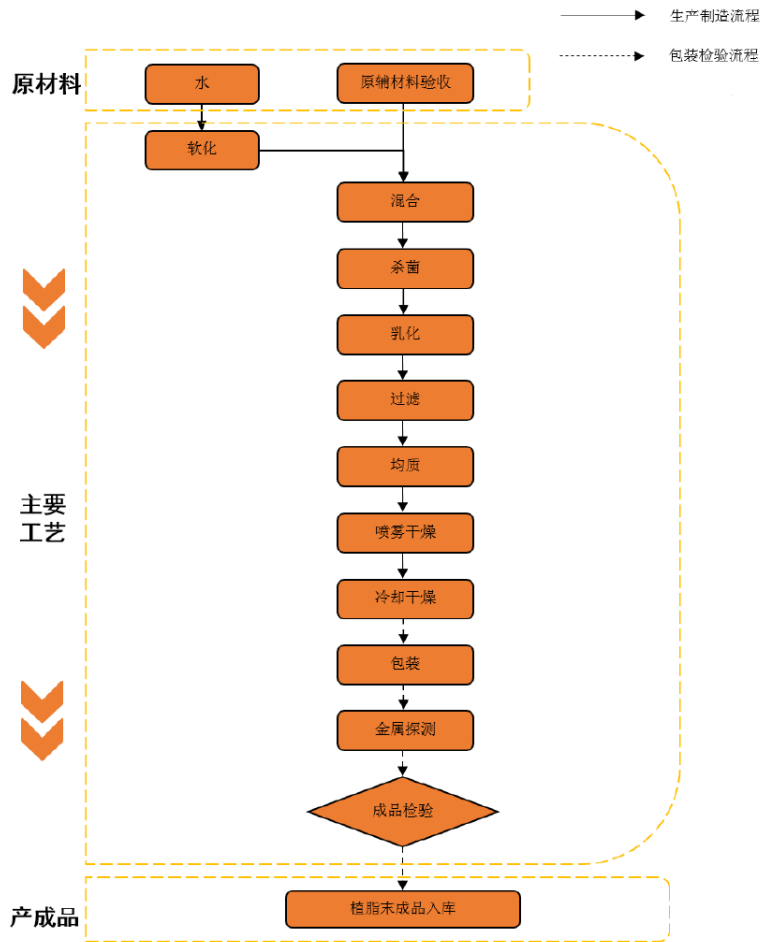 生产制造流程
包装检验流程
原材料
水
原辅材料验收
软化
混合
杀菌
乳化
过滤
均质
主要
工艺
喷雾干燥
冷却干燥
包装
金属探测
成品检验
产成品
植脂末成品入库